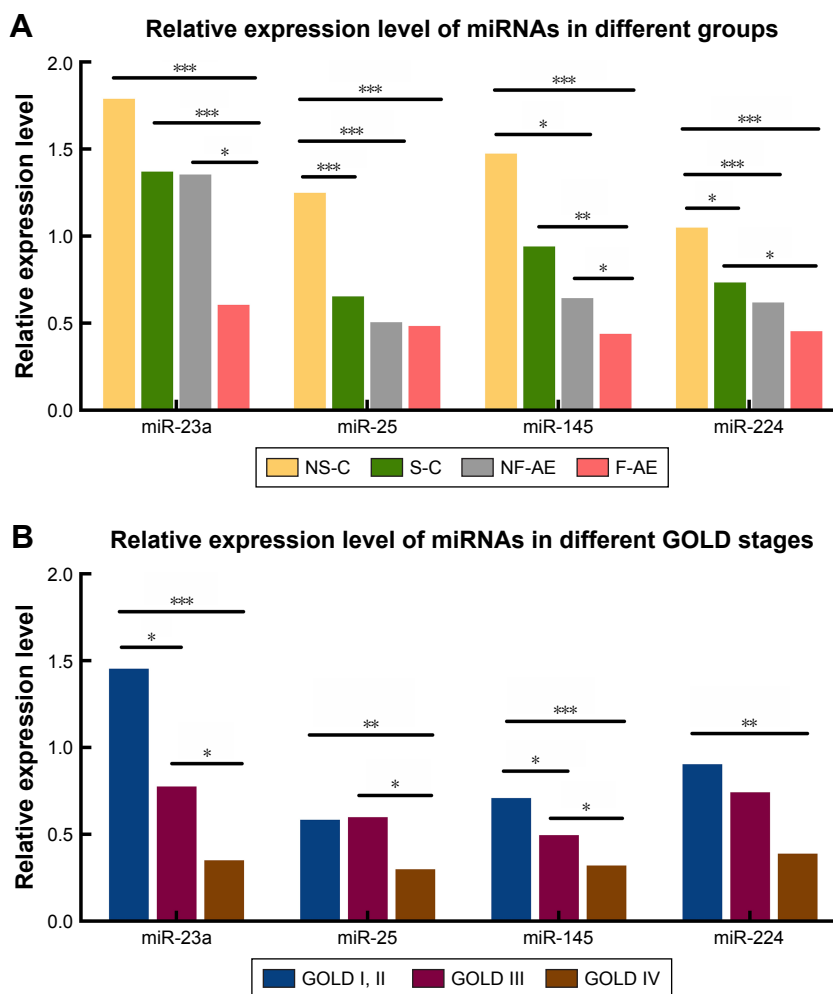 A
Relative expression level of miRNAs in different groups
Relative expression level
2.0
1.5
1.0
0.5
0.0
***
***
*
***
***
***
***
*
**
*
***
***
*
*
miR-23a
miR-25
miR-145
miR-224
NS-C
S-C
NF-AE
F-AE
B
Relative expression level of miRNAs in different GOLD stages
Relative expression level
2.0
1.5
1.0
0.5
0.0
***
*
*
**
*
***
*
*
**
miR-23a
miR-25
miR-145
miR-224
GOLD I, II
GOLD III
GOLD IV